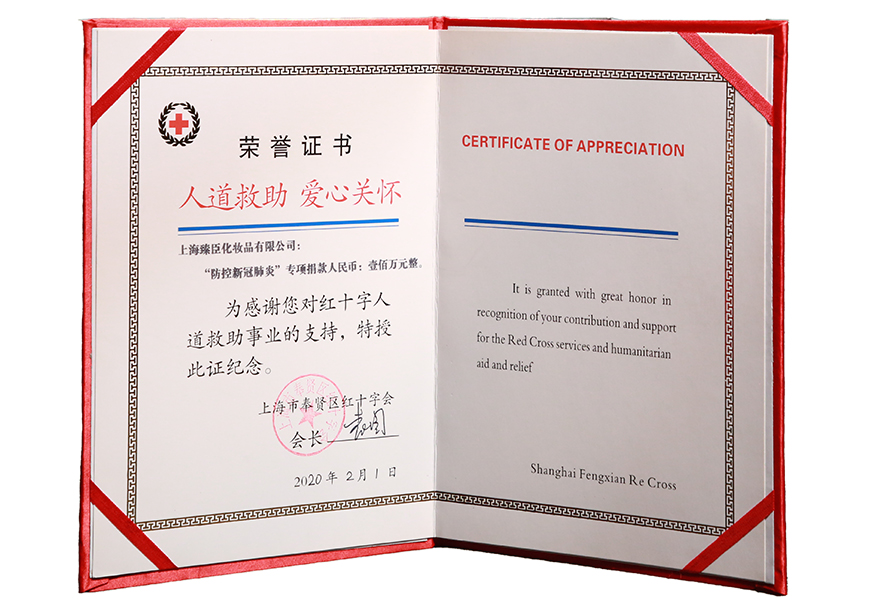 荣誉证书
人道救助 爱心关怀
上海臻臣化妆品有限公司：
“防控新冠肺炎”专项捐款人民币：壹佰万元整。
为感谢您对红十字人
道救助事业的支持，特授
此证纪念。
上海市奉贤区红十字会
会长
2020年2月1日
CERTIFICATE OF APPRECIATION
It is granted with great honor in
recognition of your contribution and support
for the Red Cross services and humanitarian
aid and relief
Shanghai Fengxian Re Cross